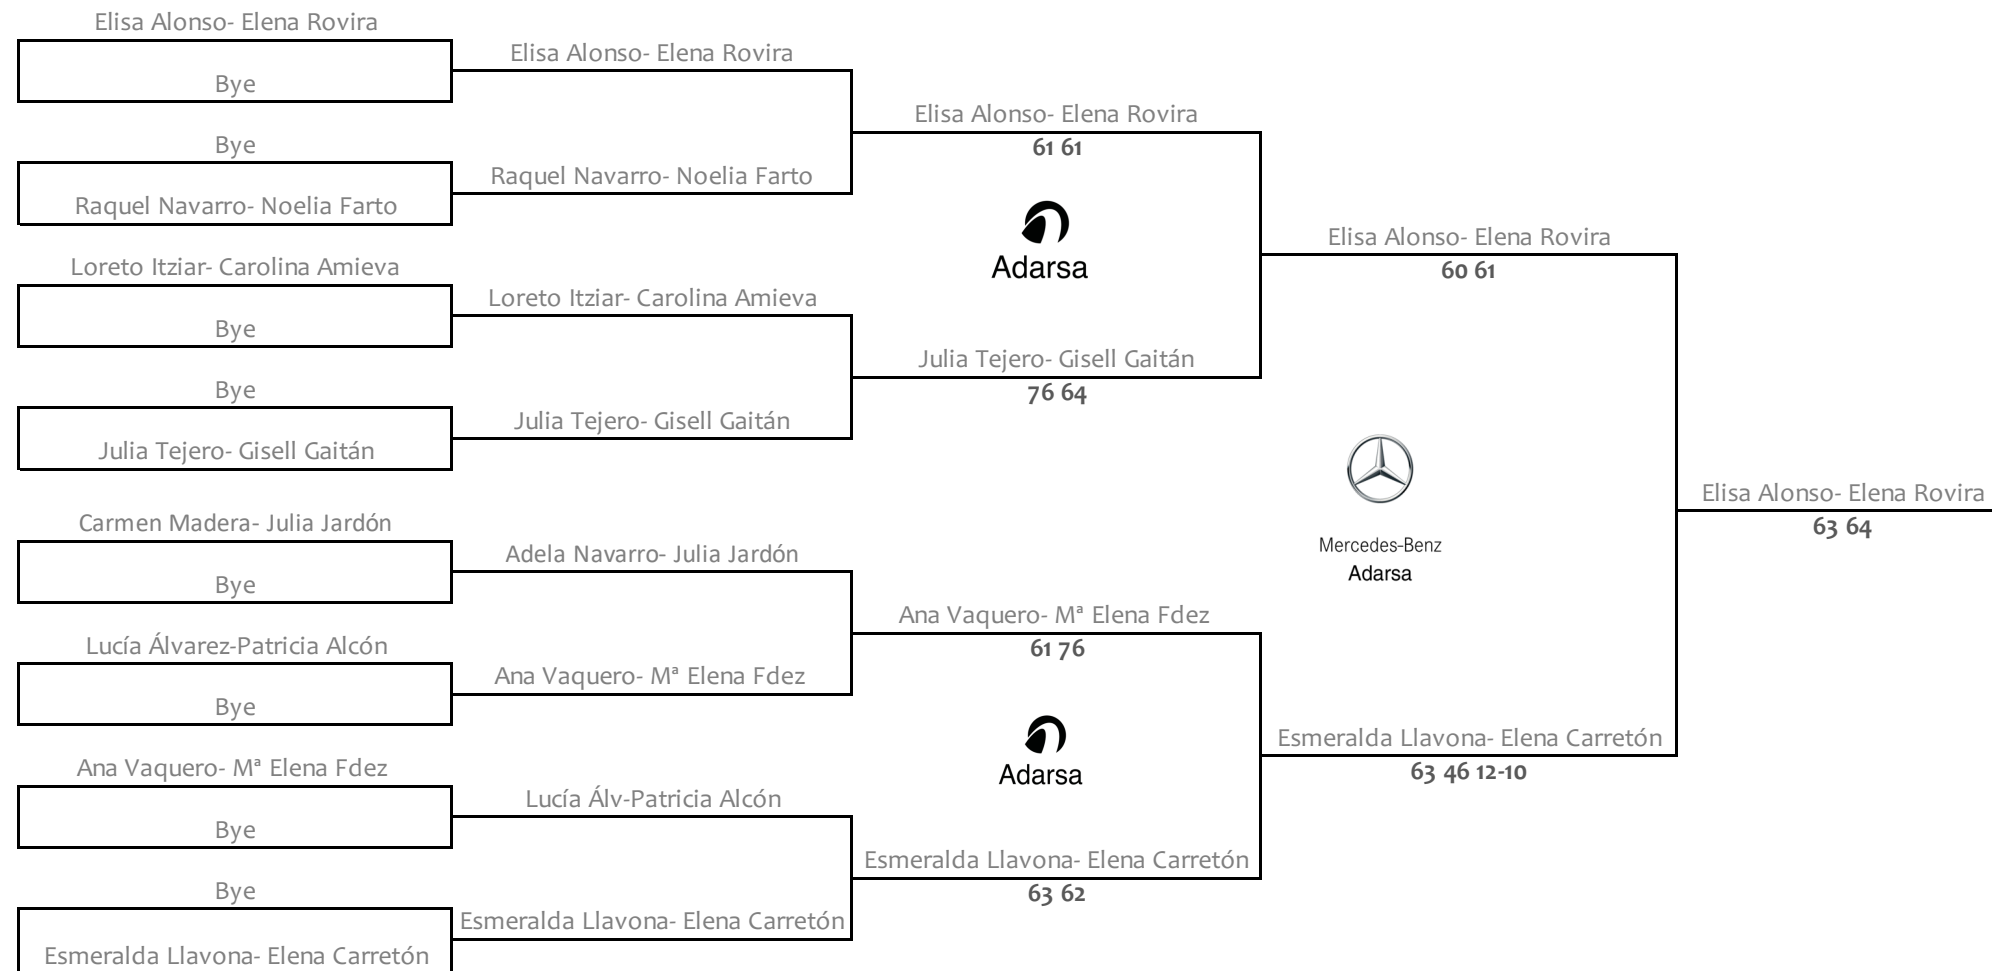 Elisa Alonso- Elena Rovira
Bye
Bye
Raquel Navarro- Noelia Farto
Loreto Itziar- Carolina Amieva
Bye
Bye
Julia Tejero- Gisell Gaitán
Carmen Madera- Julia Jardón
Bye
Lucía Álvarez-Patricia Alcón
Bye
Ana Vaquero- Mª Elena Fdez
Bye
Bye
Esmeralda Llavona- Elena Carretón
Elisa Alonso- Elena Rovira
Raquel Navarro- Noelia Farto
Loreto Itziar- Carolina Amieva
Julia Tejero- Gisell Gaitán
Adela Navarro- Julia Jardón
Ana Vaquero- Mª Elena Fdez
Lucía Álv-Patricia Alcón
Esmeralda Llavona- Elena Carretón
Elisa Alonso- Elena Rovira
61 61
Adarsa
Julia Tejero- Gisell Gaitán
76 64
Ana Vaquero- Mª Elena Fdez
61 76
Adarsa
Esmeralda Llavona- Elena Carretón
63 62
Elisa Alonso- Elena Rovira
60 61
Mercedes-Benz
Adarsa
Esmeralda Llavona- Elena Carretón
63 46 12-10
Elisa Alonso- Elena Rovira
63 64